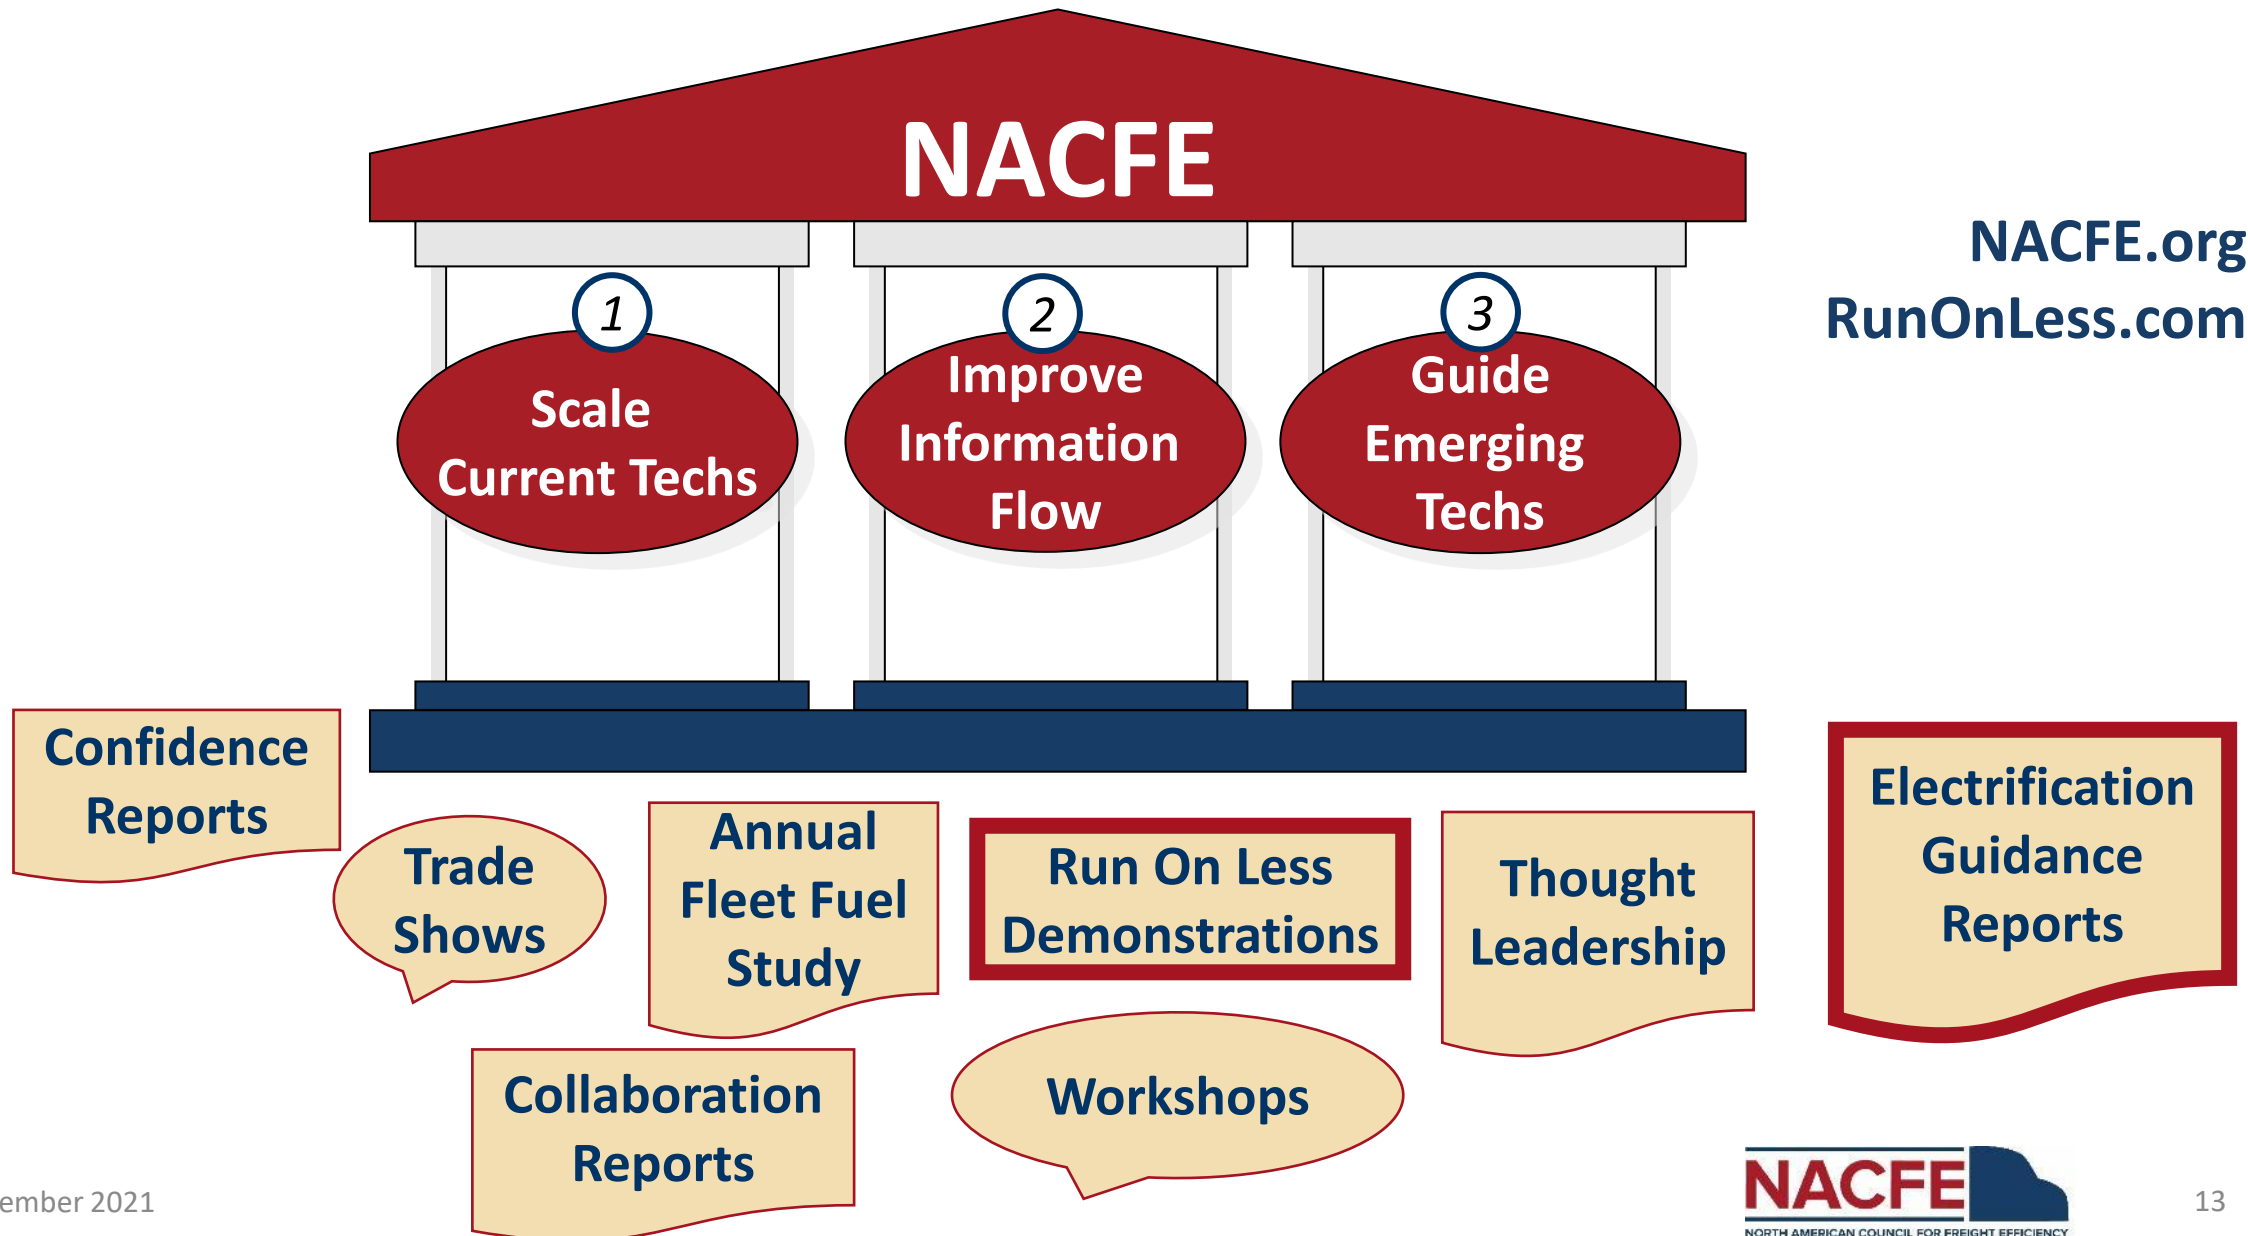 NACFE
NACFE.org
RunOnLess.com
1
Scale
Current Techs
2
Improve
Information
Flow
3
Guide
Emerging
Techs
Confidence
Reports
Trade
Shows
Annual
Fleet Fuel
Study
Run On Less
Demonstrations
Thought
Leadership
Electrification
Guidance
Reports
Collaboration
Reports
Workshops
ember 2021
NACFE
NORTH AMERICAN COUNCIL FOR FREIGHT EFFICIENCY
13